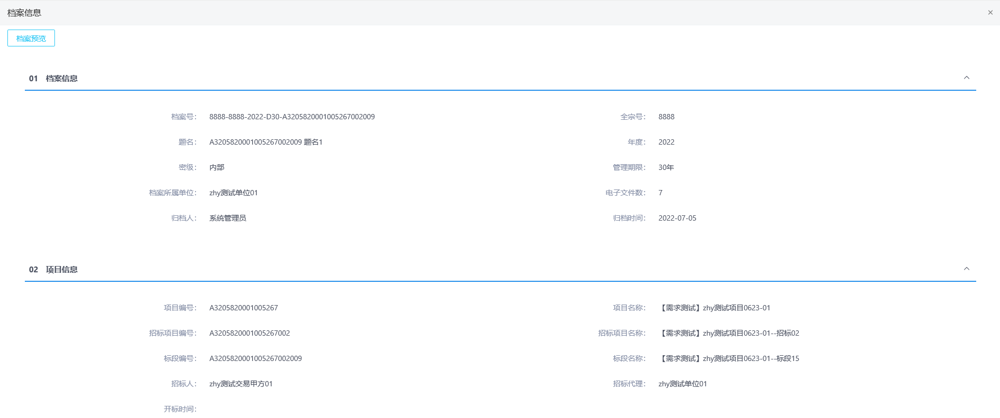 档案信息
档案预览
01 档案信息
档案号： 8888-8888-2022-D30-A3205820001005267002009 全宗号： 8888
题名： A3205820001005267002009 题名1 年度： 2022
密级： 内部 管理期限： 30年
档案所属单位： zhy测试单位01 电子文件数： 7
归档人： 系统管理员 归档时间： 2022-07-05
02 项目信息
项目编号： A3205820001005267 项目名称： 【需求测试】zhy测试项目0623-01
招标项目编号： A3205820001005267002 招标项目名称： 【需求测试】zhy测试项目0623-01--招标02
标段编号： A3205820001005267002009 标段名称： 【需求测试】zhy测试项目0623-01--标段15
招标人： zhy测试交易甲方01 招标代理： zhy测试单位01
开标时间：